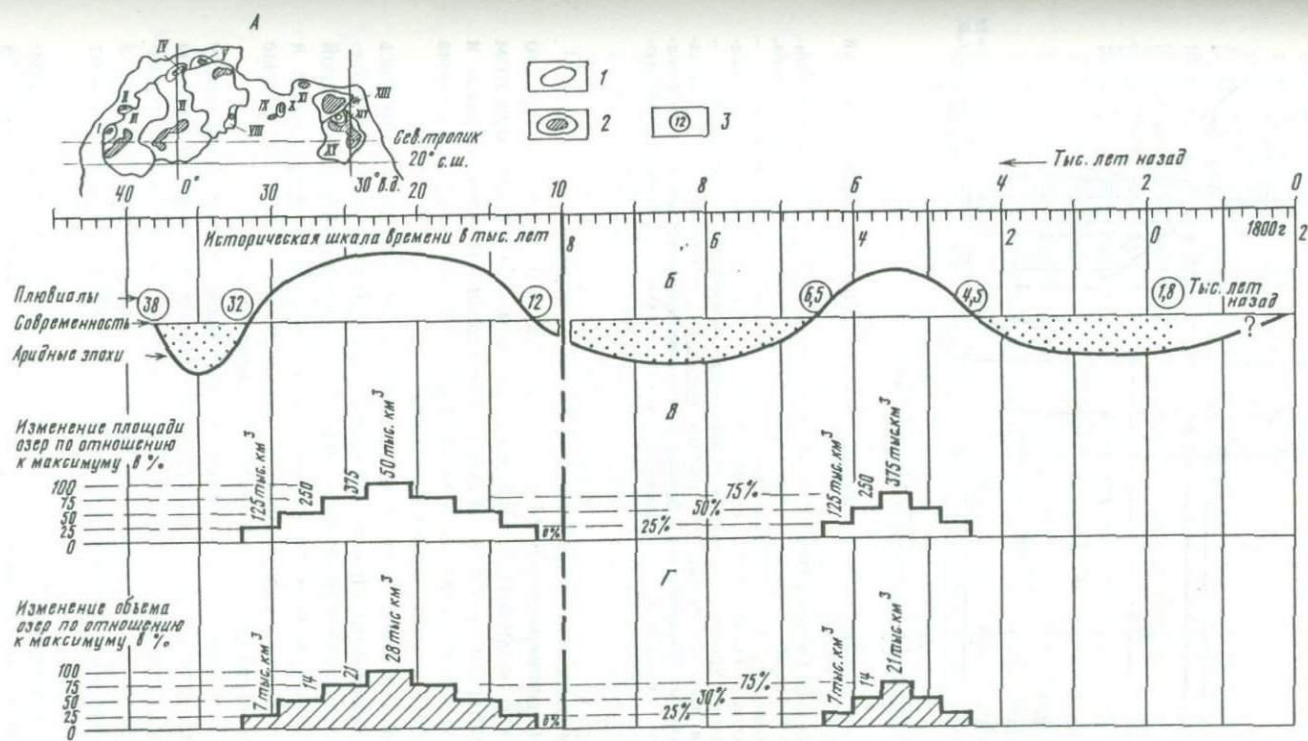 А
IV
V
II
III
I
VI
VIII
IX
X
XI
XIII
XIV
XV
1
2
12
3
Сев. тропик
20° с.ш.
0°
30° в.д.
← Тыс. лет назад
40
30
20
10
8
6
4
2
0
Историческая шкала времени в тыс. лет
8
6
4
2
0
1800г
2
Б
Плювиалы
Современность
Аридные эпохи
38
32
12
6,5
4,5
1,8
Тыс. лет
назад
?
В
Изменение площади
озер по отношению
к максимуму в %
100
75
50
25
0
125 тыс. км³
250
375
50 тыс. км³
0%
75%
50%
25%
125 тыс. км³
250
375 тыс. км³
Г
Изменение объема
озер по отношению
к максимуму, в %
100
75
50
25
0
7 тыс. км³
14
21
28 тыс км³
0%
75%
30%
25%
7 тыс. км³
14
21 тыс км³